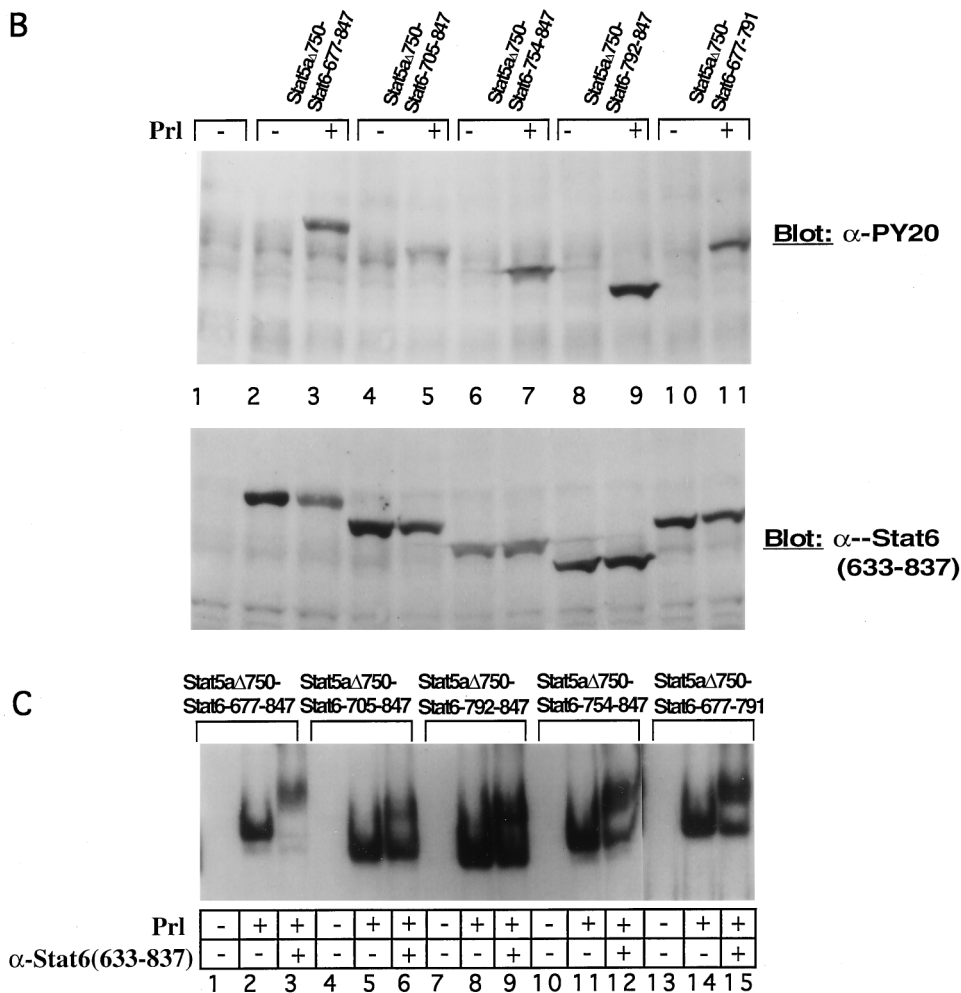 B
Stat5aΔ750-
Stat6-677-847
Stat5aΔ750-
Stat6-705-847
Stat5aΔ750-
Stat6-754-847
Stat5aΔ750-
Stat6-792-847
Stat5aΔ750-
Stat6-677-791
Prl - - + - + - + - + - +
Blot: α-PY20
1 2 3 4 5 6 7 8 9 10 11
Blot: α--Stat6
(633-837)
C
Stat5aΔ750- Stat5aΔ750- Stat5aΔ750- Stat5aΔ750- Stat5aΔ750-
Stat6-677-847 Stat6-705-847 Stat6-792-847 Stat6-754-847 Stat6-677-791
Prl - + + - + + - + + - + + - + +
α-Stat6(633-837) - - + - - + - - + - - + - - +
1 2 3 4 5 6 7 8 9 10 11 12 13 14 15